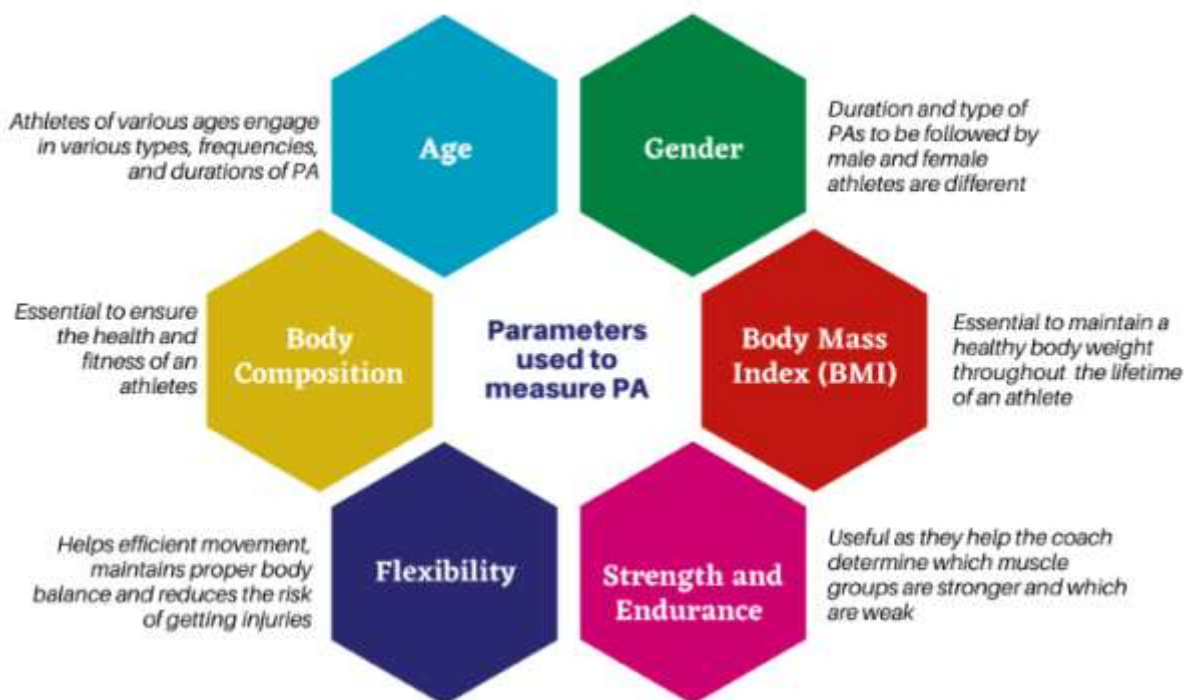 Athletes of various ages engage
in various types, frequencies,
and durations of PA
Age
Gender
Duration and type of
PAs to be followed by
male and female
athletes are different
Essential to ensure
the health and
fitness of an
athletes
Body
Composition
Parameters
used to
measure PA
Body Mass
Index (BMI)
Essential to maintain a
healthy body weight
throughout the lifetime
of an athlete
Helps efficient movement,
maintains proper body
balance and reduces the risk
of getting injuries
Flexibility
Strength and
Endurance
Useful as they help the coach
determine which muscle
groups are stronger and which
are weak